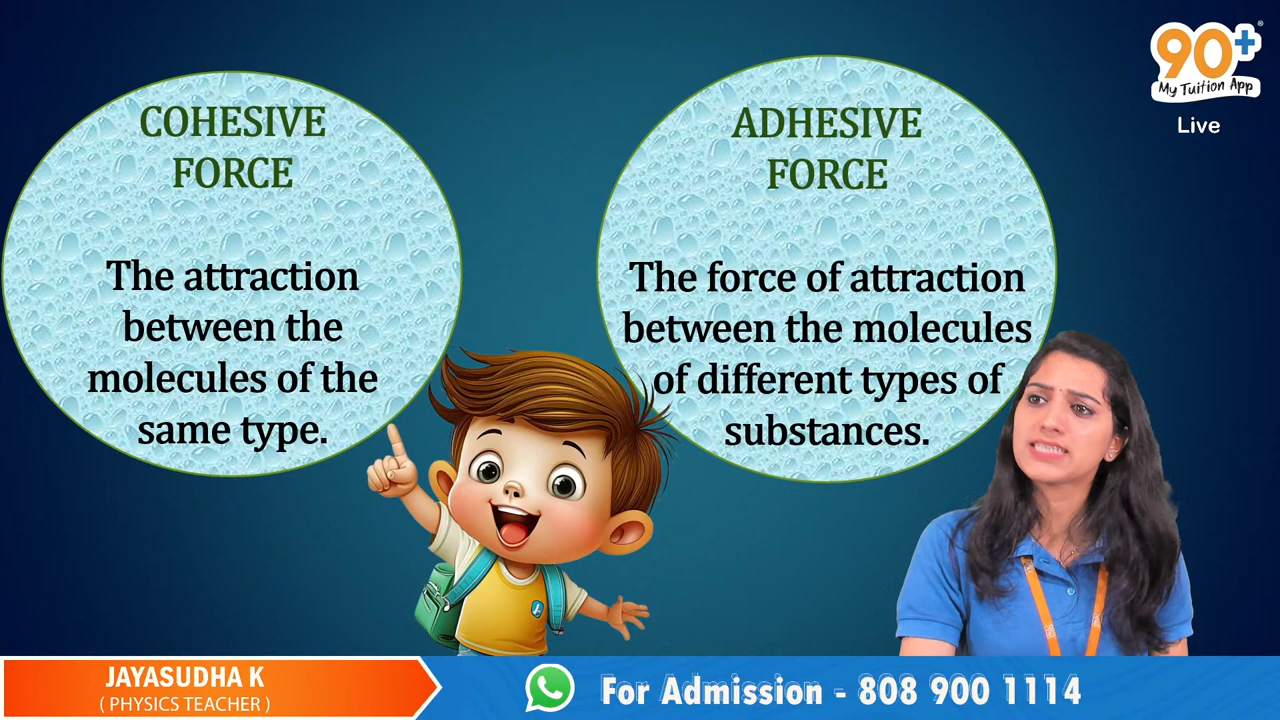 COHESIVE
FORCE
The attraction
between the
molecules of the
same type.
ADHESIVE
FORCE
The force of attraction
between the molecules
of different types of
substances.
90+
My Tuition App
Live
JAYASUDHA K
( PHYSICS TEACHER )
For Admission - 808 900 1114